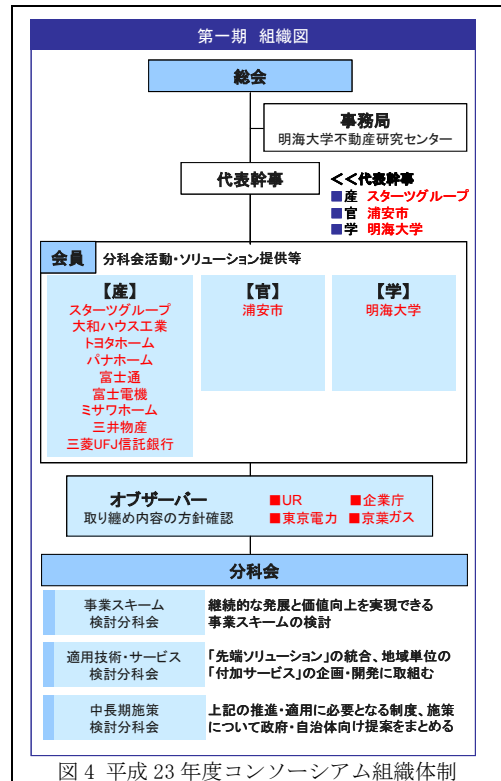 第一期 組織図
総会
事務局
明海大学不動産研究センター
代表幹事
<<代表幹事
■産 スターツグループ
■官 浦安市
■学 明海大学
会員 分科会活動・ソリューション提供等
【産】
スターツグループ
大和ハウス工業
トヨタホーム
パナホーム
富士通
富士電機
ミサワホーム
三井物産
三菱UFJ信託銀行
【官】
浦安市
【学】
明海大学
オブザーバー
取り纏め内容の方針確認
■UR ■企業庁
■東京電力 ■京葉ガス
分科会
事業スキーム
検討分科会
継続的な発展と価値向上を実現できる
事業スキームの検討
適用技術・サービス
検討分科会
「先端ソリューション」の統合、地域単位の
「付加サービス」の企画・開発に取組む
中長期施策
検討分科会
上記の推進・適用に必要となる制度、施策
について政府・自治体向け提案をまとめる
図 4 平成 23 年度コンソーシアム組織体制